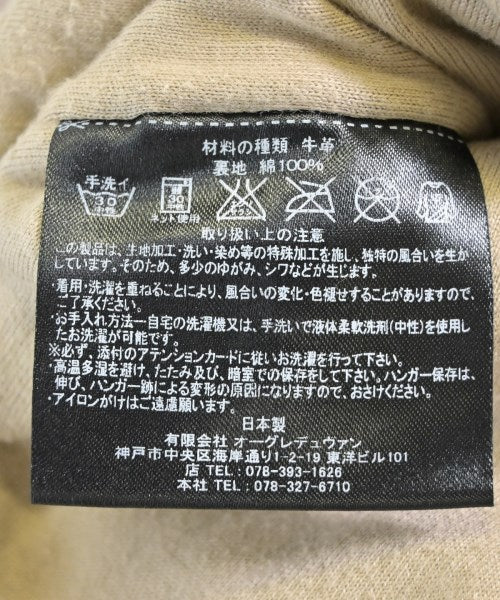 材料の種類 牛革
裏地 綿100%
手洗イ
30
中性
弱
30
中性
ネット使用
エンソ
サラシ
取り扱い上の注意
この製品は、生地加工・洗い・染め等の特殊加工を施し、独特の風合いを生か
しています。そのため、多少のゆがみ、シワなどが生じます。
・着用・洗濯を重ねることにより、風合いの変化・色褪せすることがありますので、
ご了承ください。
・お手入れ方法ー自宅の洗濯機又は、手洗いで液体柔軟洗剤(中性)を使用し
たお洗濯が可能です。
※必ず、添付のアテンションカードに従いお洗濯を行って下さい。
・高温多湿を避け、たたみ及び、暗室での保存をして下さい。ハンガー保存は、
伸び、ハンガー跡による変形の原因になりますので、おさけください。
・アイロンがけはご遠慮願います。
日本製
有限会社 オーグレデュヴァン
神戸市中央区海岸通り1-2-19 東洋ビル101
店 TEL : 078-393-1626
本社 TEL : 078-327-6710